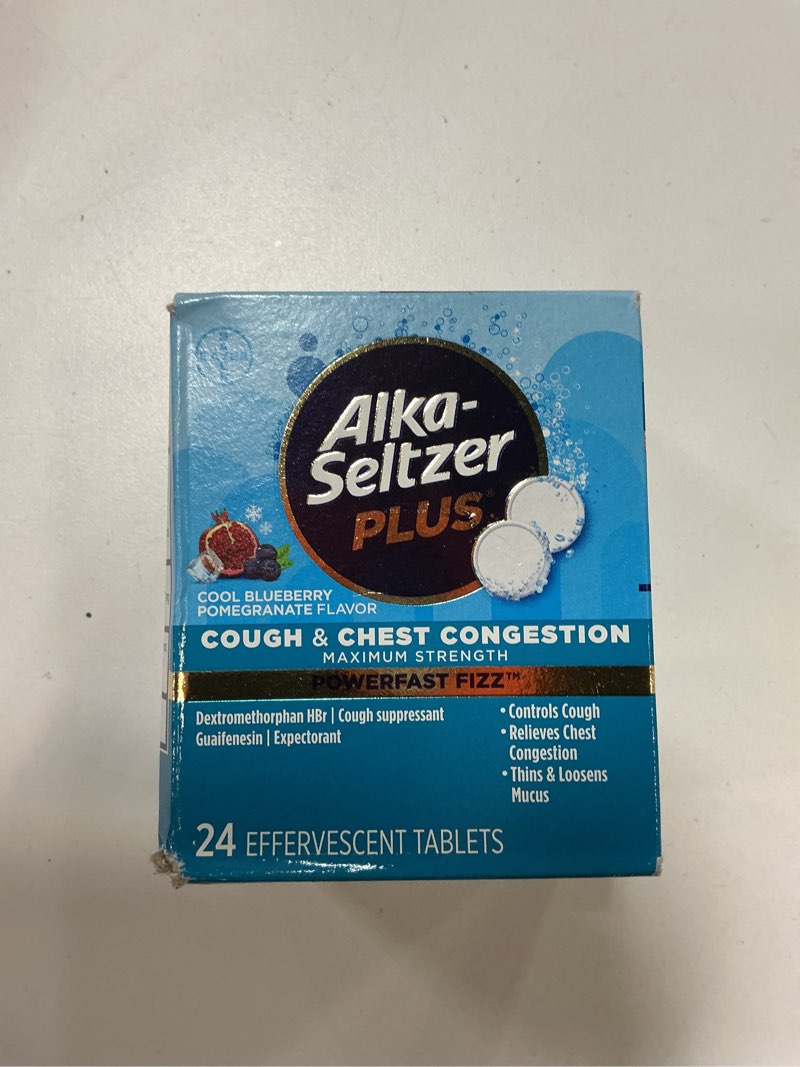 Alka-
Seltzer
PLUS®
COOL BLUEBERRY
POMEGRANATE FLAVOR
COUGH & CHEST CONGESTION
MAXIMUM STRENGTH
POWERFAST FIZZ™
Dextromethorphan HBr | Cough suppressant
Guaifenesin | Expectorant
• Controls Cough
• Relieves Chest
Congestion
• Thins & Loosens
Mucus
24 EFFERVESCENT TABLETS